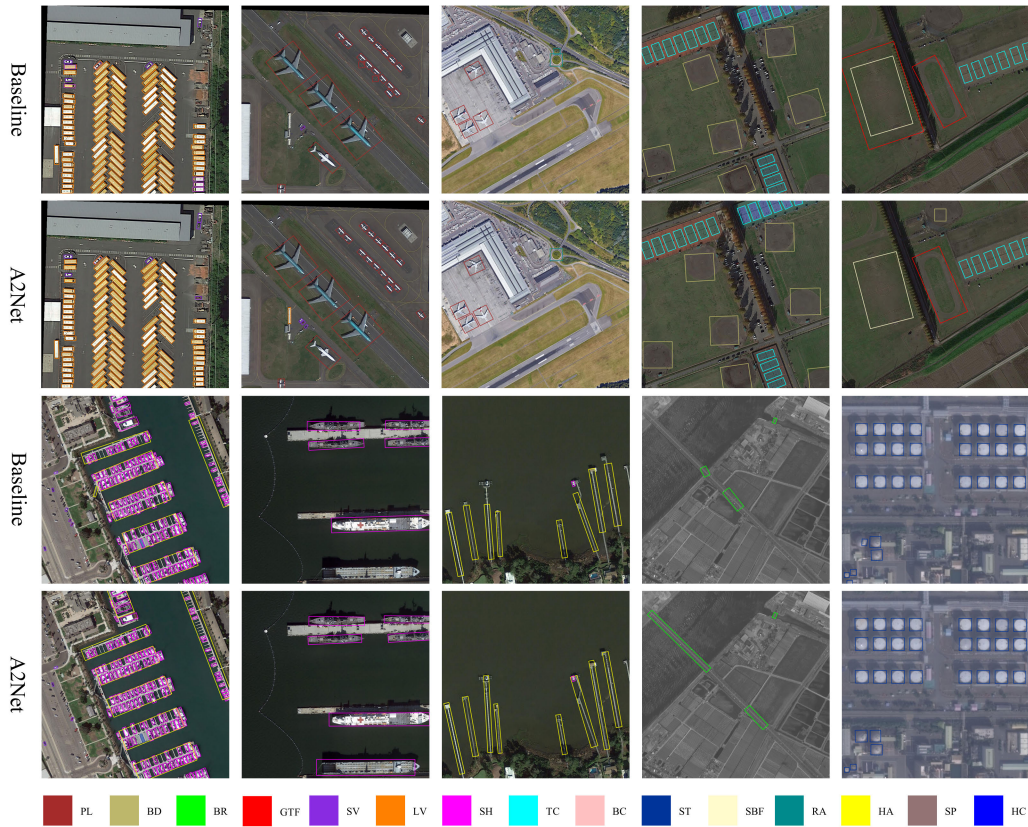 Baseline
A2Net
Baseline
A2Net
PL BD BR GTF SV LV SH TC BC ST SBF RA HA SP HC